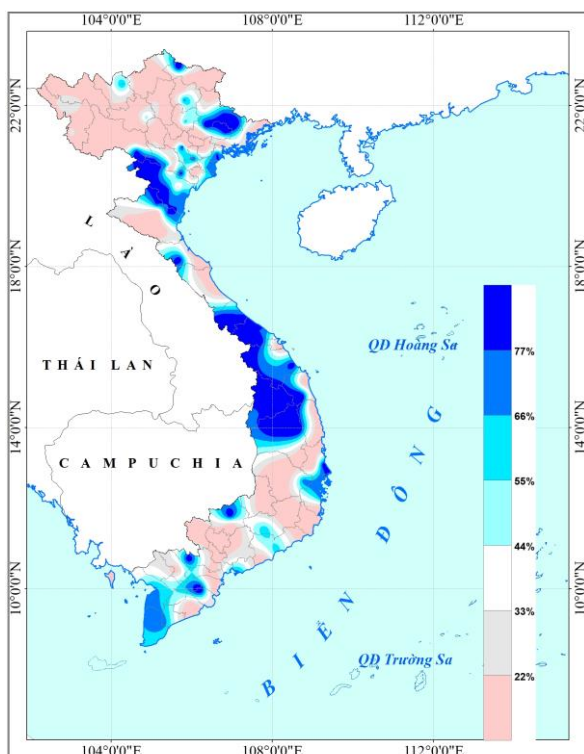 104°0'0"E 108°0'0"E 112°0'0"E
22°0'0"N
22°0'0"N
18°0'0"N
18°0'0"N
14°0'0"N
14°0'0"N
10°0'0"N
10°0'0"N
LÀO
THÁI LAN
CAMPUCHIA
QĐ Hoàng Sa
BIỂN ĐÔNG
QĐ Trường Sa
77%
66%
55%
44%
33%
22%
104°0'0"E 108°0'0"E 112°0'0"E